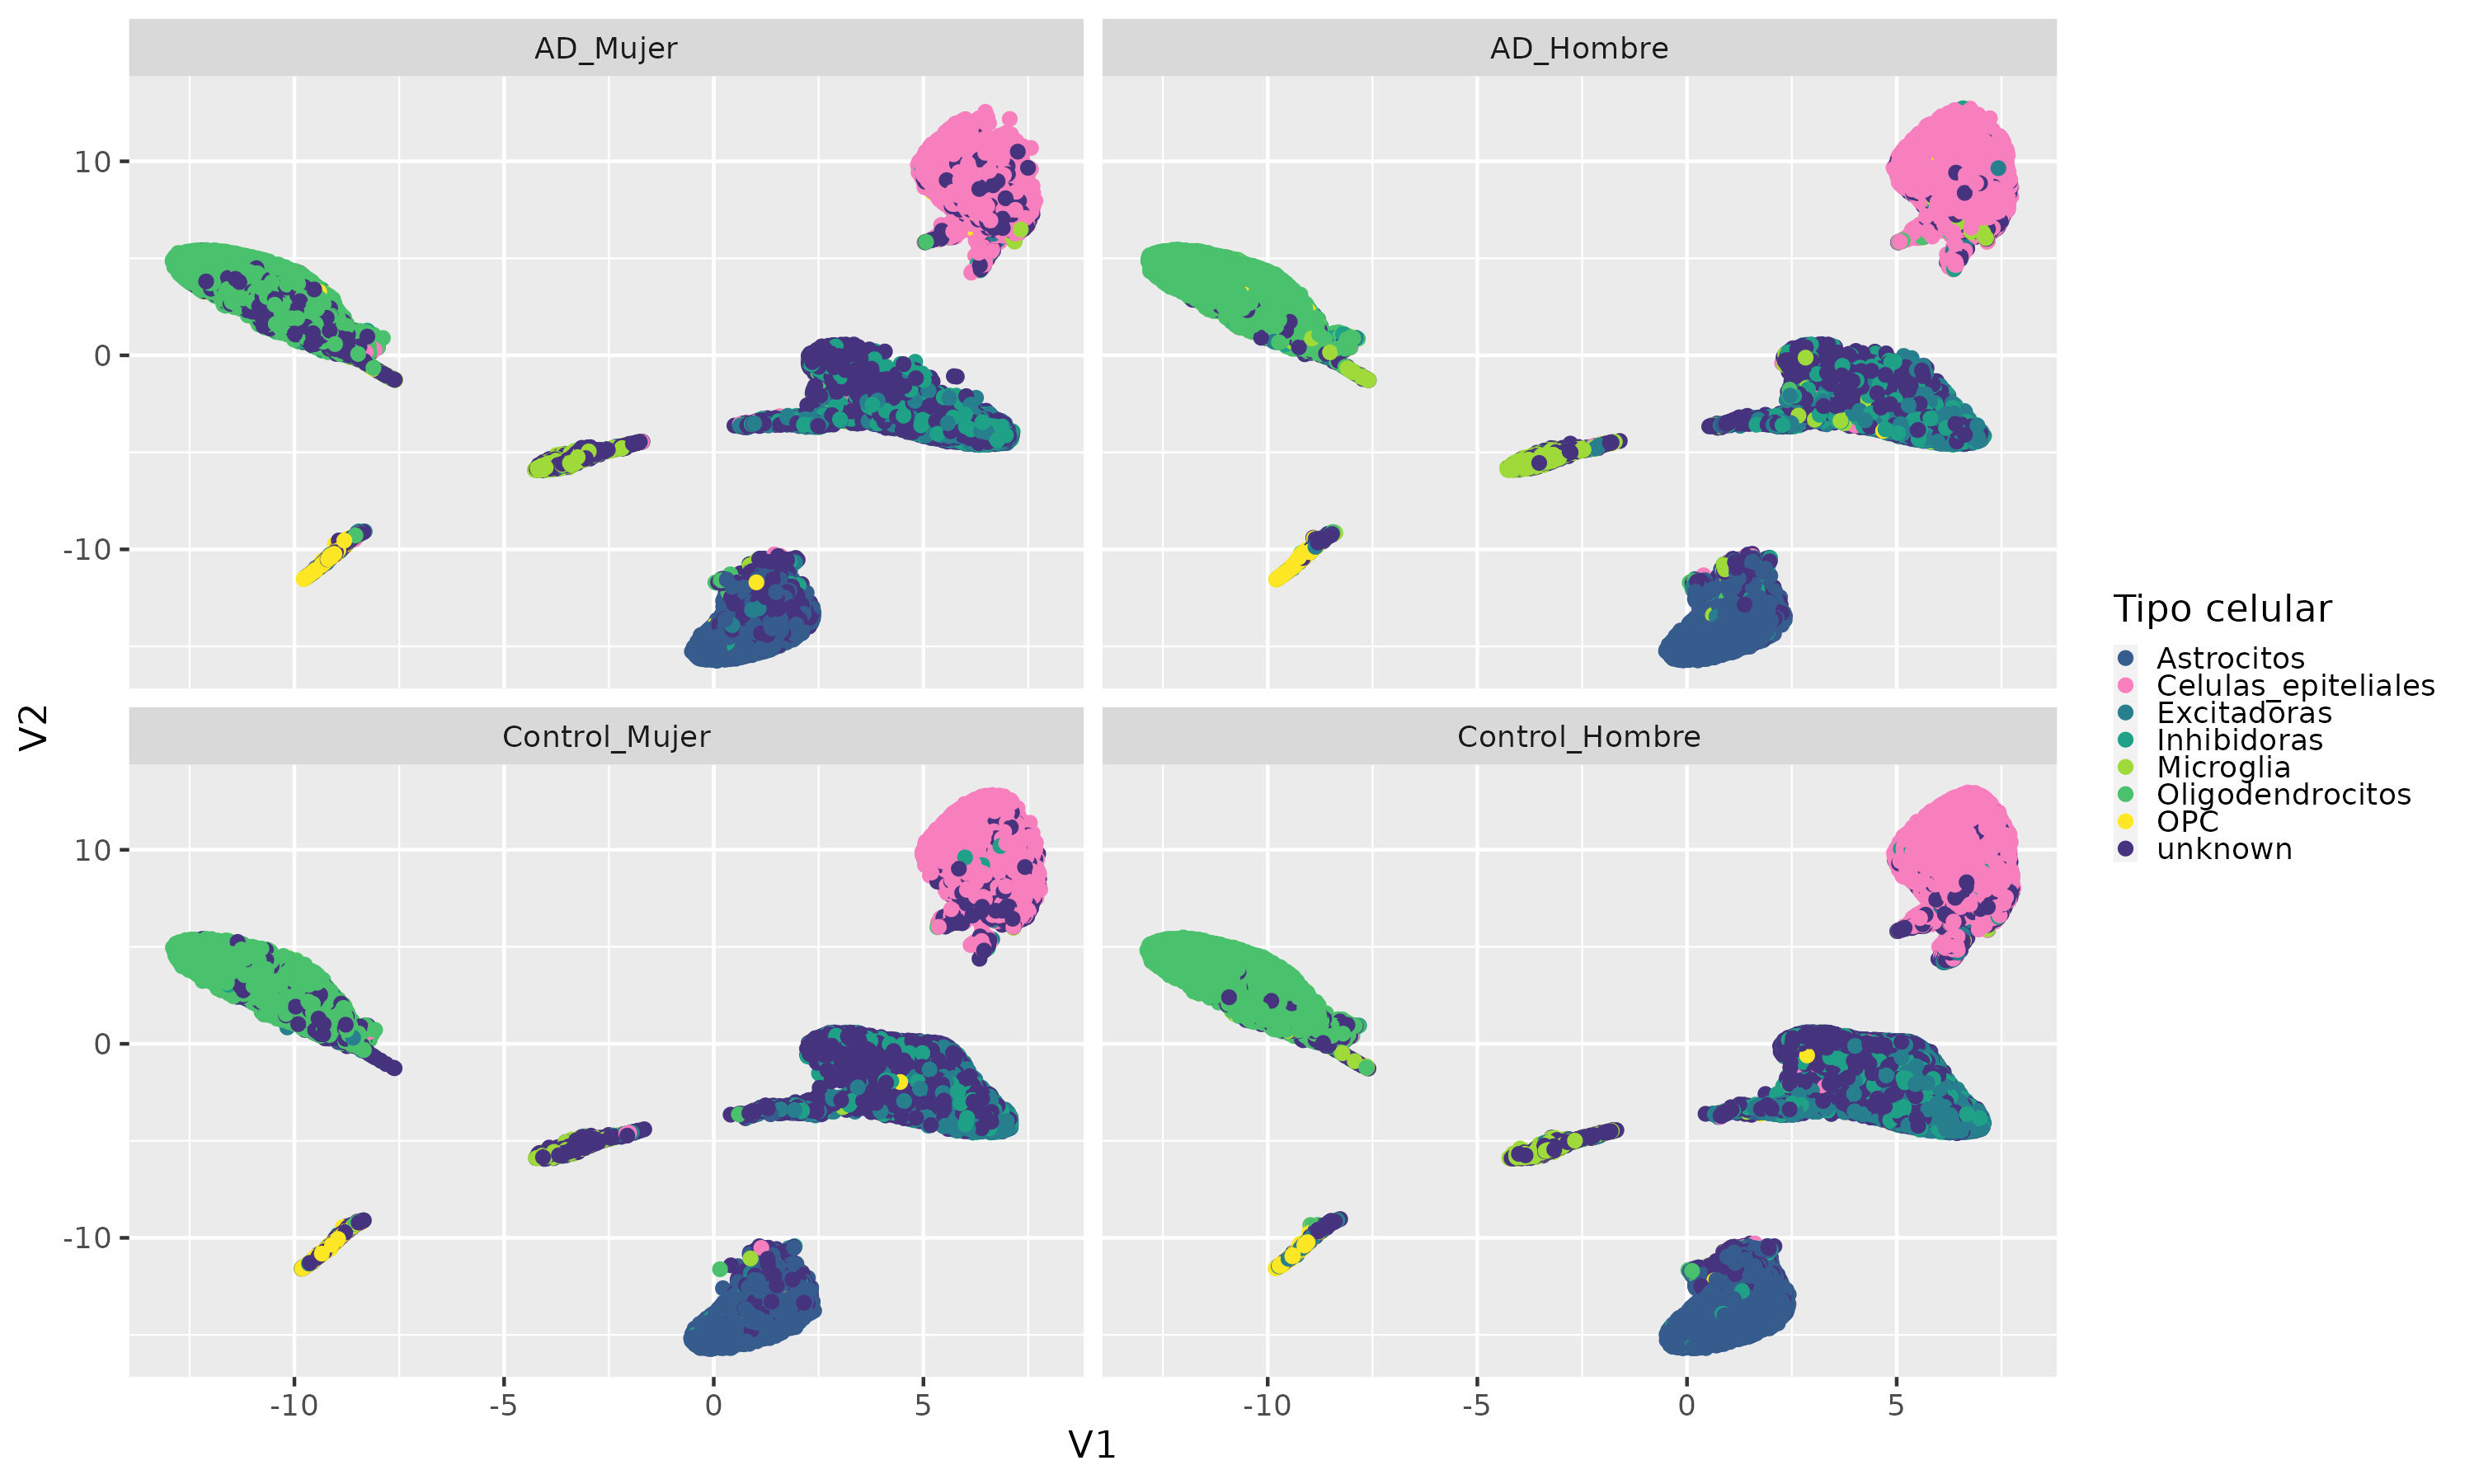 AD_Mujer
AD_Hombre
10
0
-10
Control_Mujer
Control_Hombre
10
0
-10
V2
-10
-5
0
5
-10
-5
0
5
V1
Tipo celular
Astrocitos
Celulas_epiteliales
Excitadoras
Inhibidoras
Microglia
Oligodendrocitos
OPC
unknown